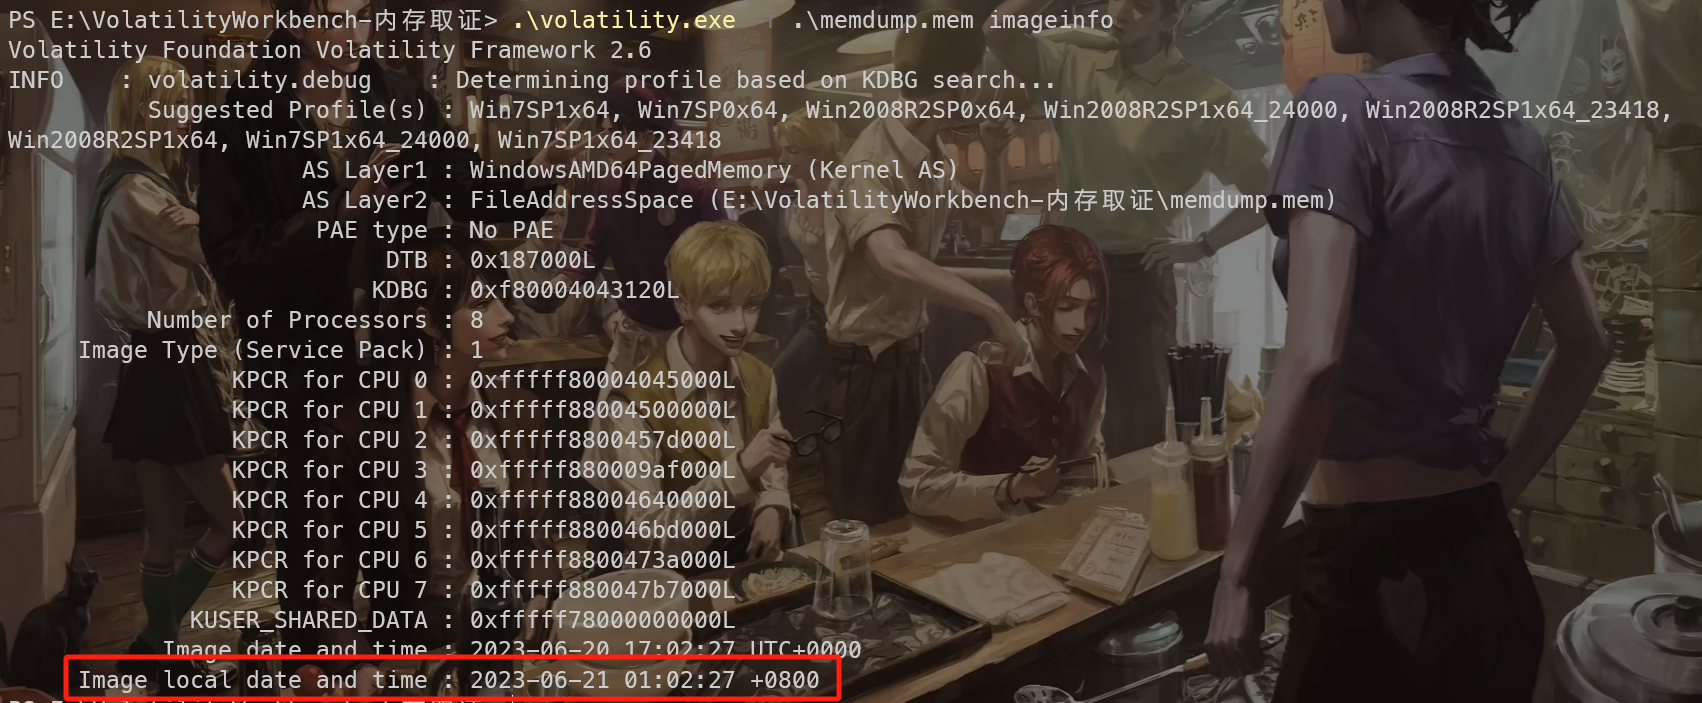 PS E:\VolatilityWorkbench-内存取证> .\volatility.exe -f .\memdump.mem imageinfo
Volatility Foundation Volatility Framework 2.6
INFO    : volatility.debug    : Determining profile based on KDBG search...
          Suggested Profile(s) : Win7SP1x64, Win7SP0x64, Win2008R2SP0x64, Win2008R2SP1x64_24000, Win2008R2SP1x64_23418,
Win2008R2SP1x64, Win7SP1x64_24000, Win7SP1x64_23418
                     AS Layer1 : WindowsAMD64PagedMemory (Kernel AS)
                     AS Layer2 : FileAddressSpace (E:\VolatilityWorkbench-内存取证\memdump.mem)
                      PAE type : No PAE
                           DTB : 0x187000L
                          KDBG : 0xf80004043120L
          Number of Processors : 8
     Image Type (Service Pack) : 1
                KPCR for CPU 0 : 0xfffff80004045000L
                KPCR for CPU 1 : 0xfffff88004500000L
                KPCR for CPU 2 : 0xfffff8800457d000L
                KPCR for CPU 3 : 0xfffff880009af000L
                KPCR for CPU 4 : 0xfffff88004640000L
                KPCR for CPU 5 : 0xfffff880046bd000L
                KPCR for CPU 6 : 0xfffff8800473a000L
                KPCR for CPU 7 : 0xfffff880047b7000L
             KUSER_SHARED_DATA : 0xfffff78000000000L
           Image date and time : 2023-06-20 17:02:27 UTC+0000
     Image local date and time : 2023-06-21 01:02:27 +0800